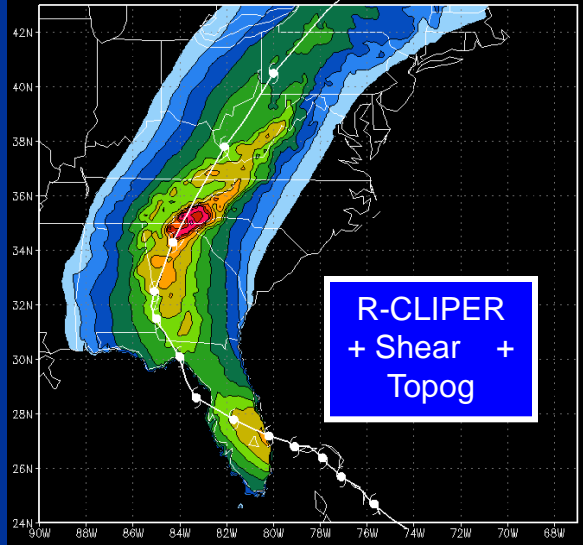 42N
40N
38N
36N
34N
32N
30N
28N
26N
24N
R-CLIPER
+ Shear +
Topog
90W 88W 86W 84W 82W 80W 78W 76W 74W 72W 70W 68W